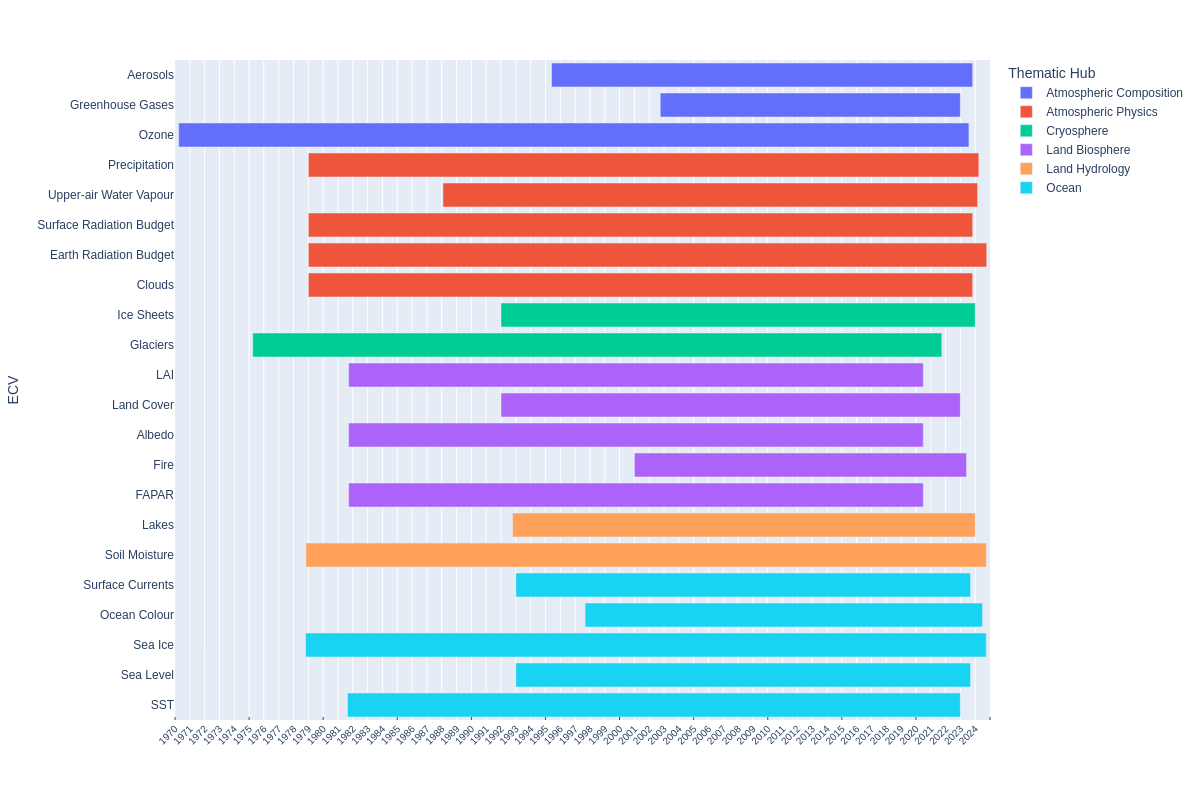 Aerosols
Greenhouse Gases
Ozone
Precipitation
Upper-air Water Vapour
Surface Radiation Budget
Earth Radiation Budget
Clouds
Ice Sheets
Glaciers
LAI
Land Cover
Albedo
Fire
FAPAR
Lakes
Soil Moisture
Surface Currents
Ocean Colour
Sea Ice
Sea Level
SST
ECV
1970 1971 1972 1973 1974 1975 1976 1977 1978 1979 1980 1981 1982 1983 1984 1985 1986 1987 1988 1989 1990 1991 1992 1993 1994 1995 1996 1997 1998 1999 2000 2001 2002 2003 2004 2005 2006 2007 2008 2009 2010 2011 2012 2013 2014 2015 2016 2017 2018 2019 2020 2021 2022 2023 2024
Thematic Hub
Atmospheric Composition
Atmospheric Physics
Cryosphere
Land Biosphere
Land Hydrology
Ocean